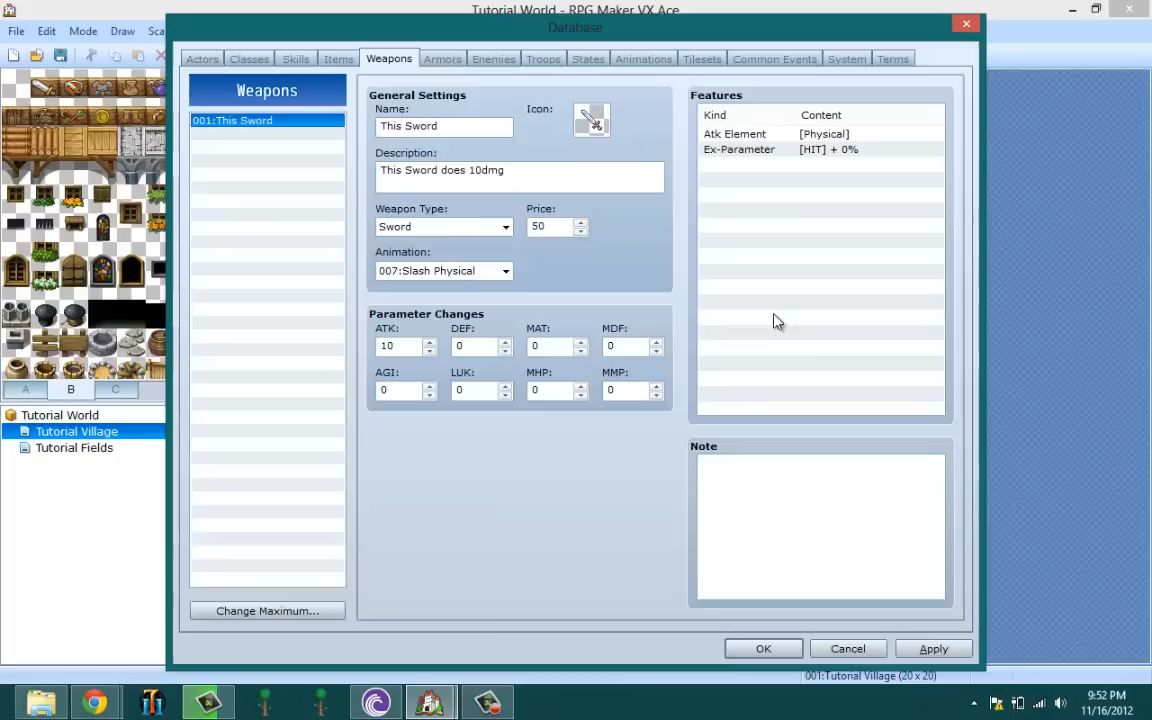 Tutorial World - RPG Maker VX Ace
File Edit Mode Draw Sca
Database
Actors Classes Skills Items Weapons Armors Enemies Troops States Animations Tilesets Common Events System Terms
Weapons
001:This Sword
Change Maximum...
General Settings
Name: Icon:
This Sword
Description:
This Sword does 10dmg
Weapon Type: Price:
Sword 50
Animation:
007:Slash Physical
Parameter Changes
ATK: DEF: MAT: MDF:
10 0 0 0
AGI: LUK: MHP: MMP:
0 0 0 0
Features
Kind Content
Atk Element [Physical]
Ex-Parameter [HIT] + 0%
Note
OK Cancel Apply
A B C
Tutorial World
Tutorial Village
Tutorial Fields
001:Tutorial Village (20 x 20)
9:52 PM
11/16/2012